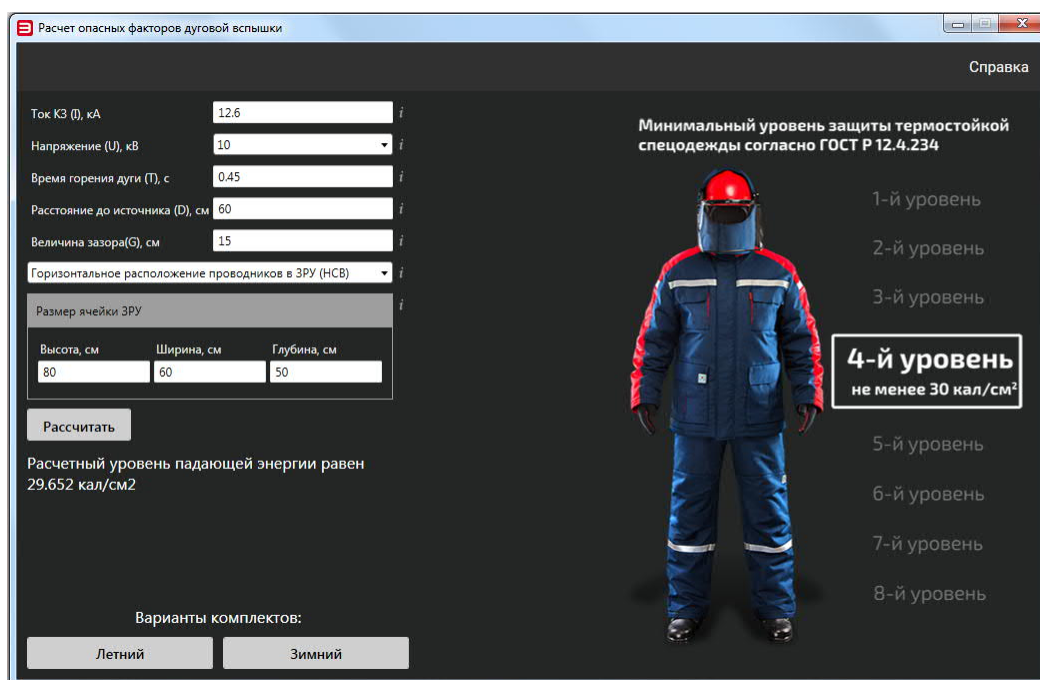 Расчет опасных факторов дуговой вспышки
Справка
Ток КЗ (I), кА
12.6
i
Напряжение (U), кВ
10
i
Время горения дуги (T), с
0.45
i
Расстояние до источника (D), см
60
i
Величина зазора(G), см
15
i
Горизонтальное расположение проводников в ЗРУ (НСВ)
i
Размер ячейки ЗРУ
i
Высота, см
Ширина, см
Глубина, см
80
60
50
Рассчитать
Расчетный уровень падающей энергии равен
29.652 кал/см2
Варианты комплектов:
Летний
Зимний
Минимальный уровень защиты термостойкой
спецодежды согласно ГОСТ Р 12.4.234
1-й уровень
2-й уровень
3-й уровень
4-й уровень
не менее 30 кал/см²
5-й уровень
6-й уровень
7-й уровень
8-й уровень